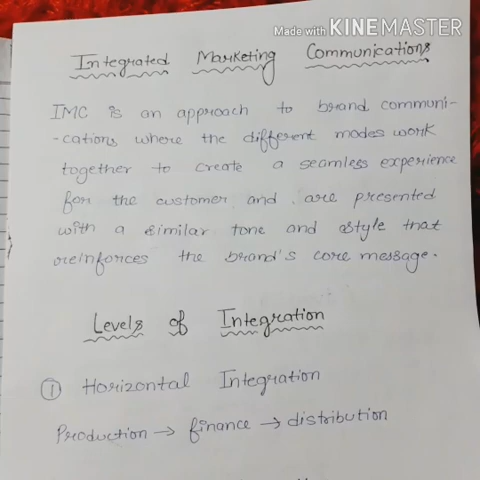 Made with KINEMASTER
Integrated Marketing Communications
IMC is an approach to brand communi-
-cations where the different modes work
together to create a seamless experience
for the customer and are presented
with a similar tone and style that
reinforces the brand's core message.
Levels of Integration
① Horizontal Integration
Production → finance → distribution